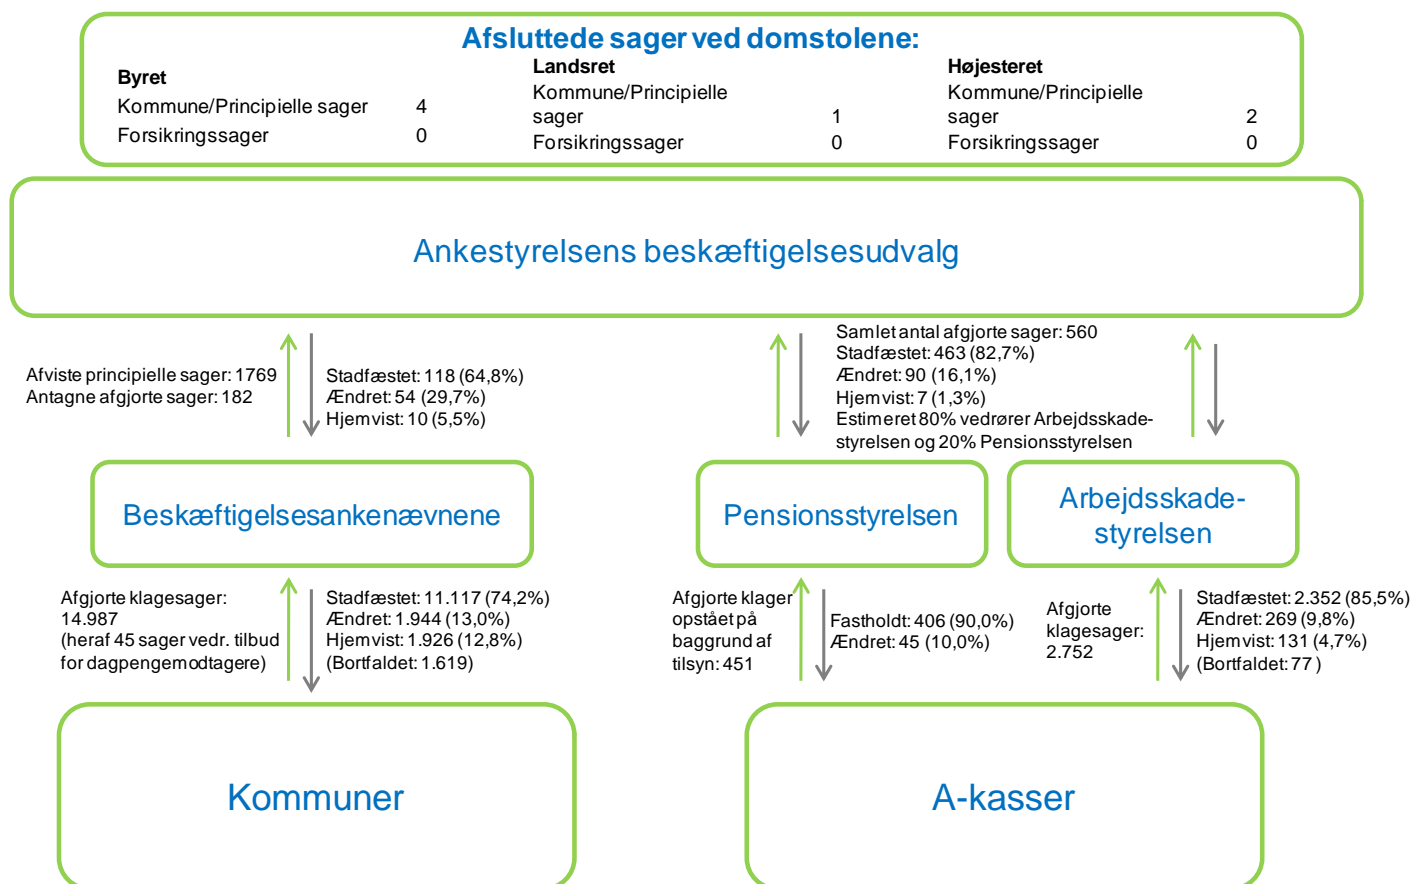 Afsluttede sager ved domstolene:
Byret
Kommune/Principielle sager 4
Forsikringssager 0
Landsret
Kommune/Principielle
sager 1
Forsikringssager 0
Højesteret
Kommune/Principielle
sager 2
Forsikringssager 0
Ankestyrelsens beskæftigelsesudvalg
Afviste principielle sager: 1769
Antagne afgjorte sager: 182
Stadfæstet: 118 (64,8%)
Ændret: 54 (29,7%)
Hjemvist: 10 (5,5%)
Samlet antal afgjorte sager: 560
Stadfæstet: 463 (82,7%)
Ændret: 90 (16,1%)
Hjemvist: 7 (1,3%)
Estimeret 80% vedrører Arbejdsskade-
styrelsen og 20% Pensionsstyrelsen
Beskæftigelsesankenævnene
Pensionsstyrelsen
Arbejdsskade-
styrelsen
Afgjorte klagesager:
14.987
(heraf 45 sager vedr. tilbud
for dagpengemodtagere)
Stadfæstet: 11.117 (74,2%)
Ændret: 1.944 (13,0%)
Hjemvist: 1.926 (12,8%)
(Bortfaldet: 1.619)
Afgjorte klager
opstået på
baggrund af
tilsyn: 451
Fastholdt: 406 (90,0%)
Ændret: 45 (10,0%)
Afgjorte
klagesager:
2.752
Stadfæstet: 2.352 (85,5%)
Ændret: 269 (9,8%)
Hjemvist: 131 (4,7%)
(Bortfaldet: 77 )
Kommuner
A-kasser